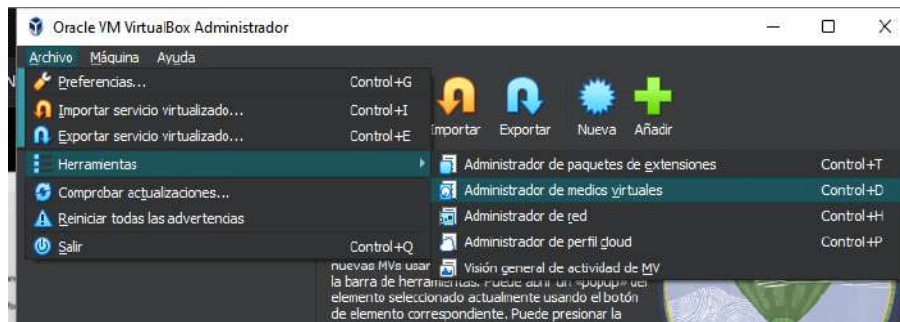 Oracle VM VirtualBox Administrador
Archivo Máquina Ayuda
Preferencias... Control+G
Importar servicio virtualizado... Control+I
Exportar servicio virtualizado... Control+E
Importar Exportar Nueva Añadir
Herramientas
Administrador de paquetes de extensiones Control+T
Comprobar actualizaciones...
Administrador de medios virtuales Control+D
Reiniciar todas las advertencias
Administrador de red Control+H
Salir Control+Q
Administrador de perfil cloud Control+P
Visión general de actividad de MV
nuevas MVs usar
la barra de herramientas. Puede abrir un «popup» del
elemento seleccionado actualmente usando el botón
de elemento correspondiente. Puede presionar la